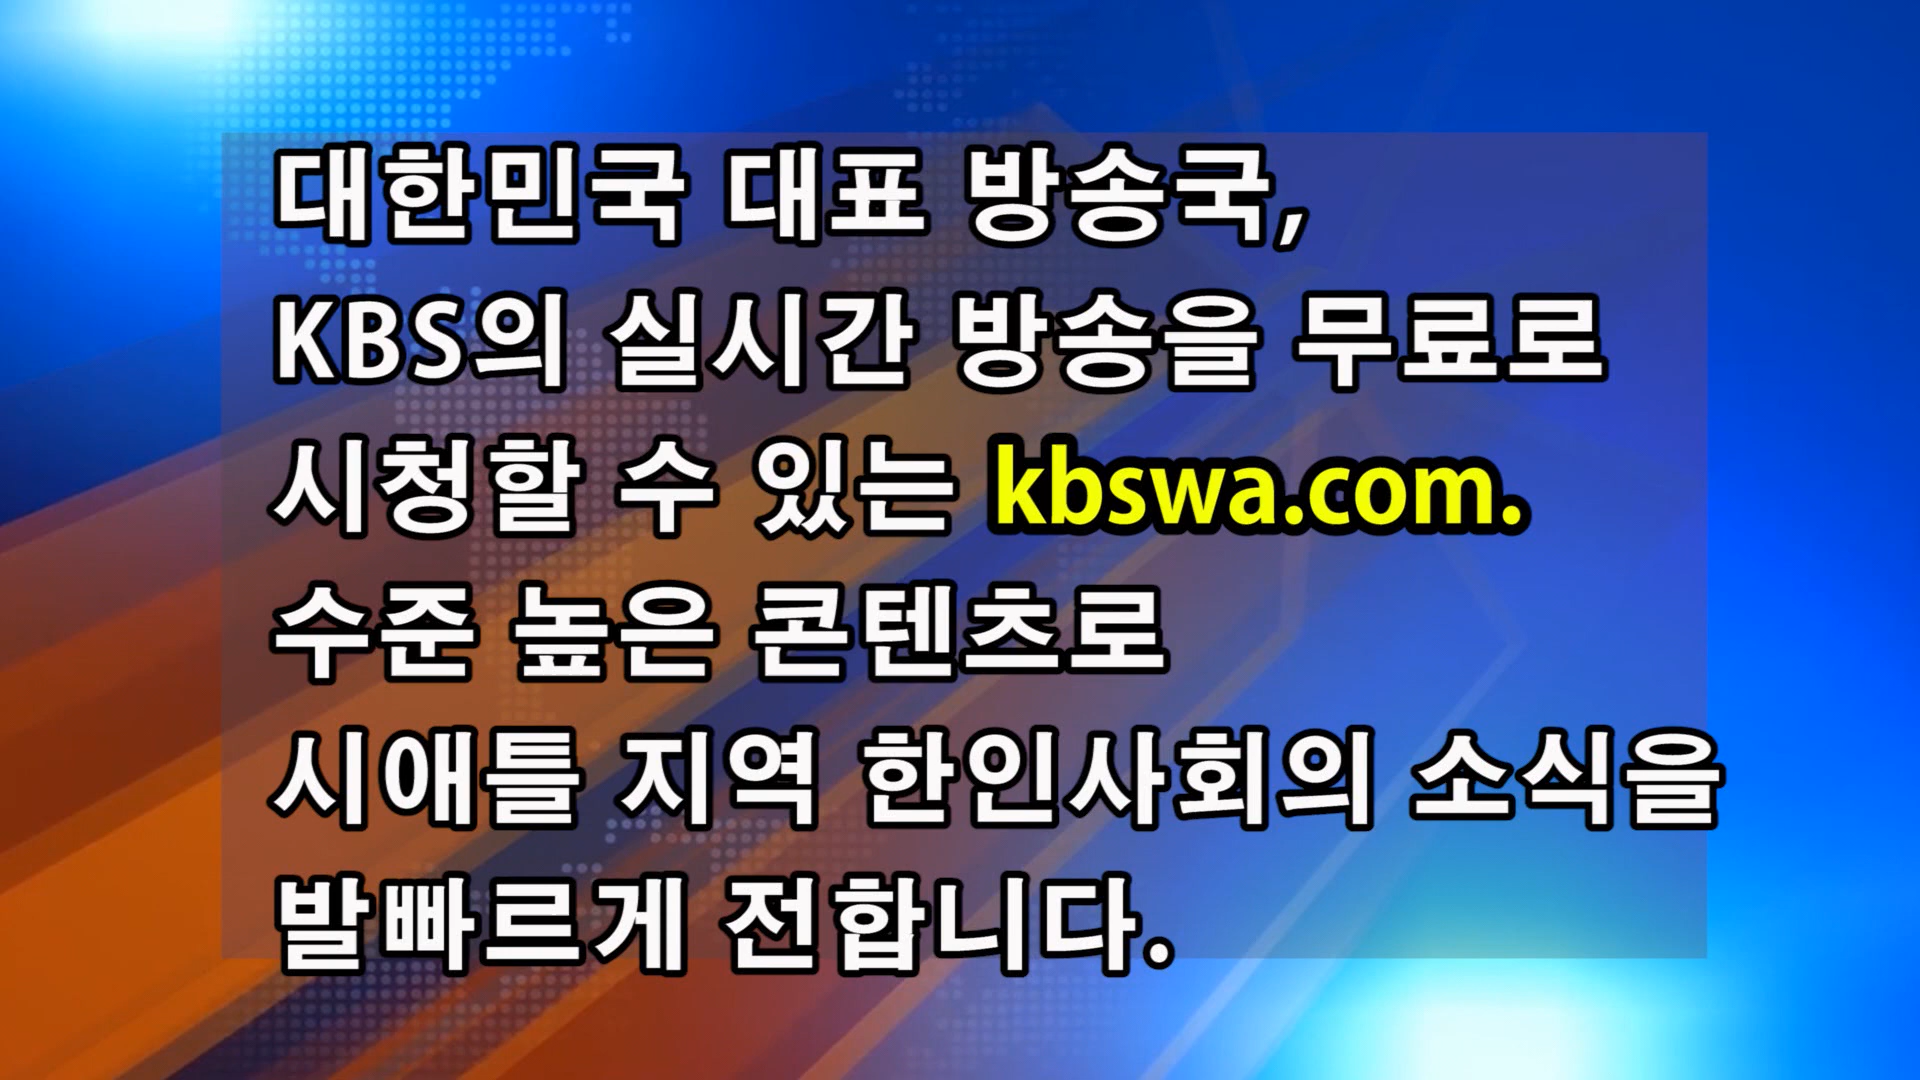 대한민국 대표 방송국,
KBS의 실시간 방송을 무료로
시청할 수 있는 kbswa.com.
수준 높은 콘텐츠로
시애틀 지역 한인사회의 소식을
발빠르게 전합니다.